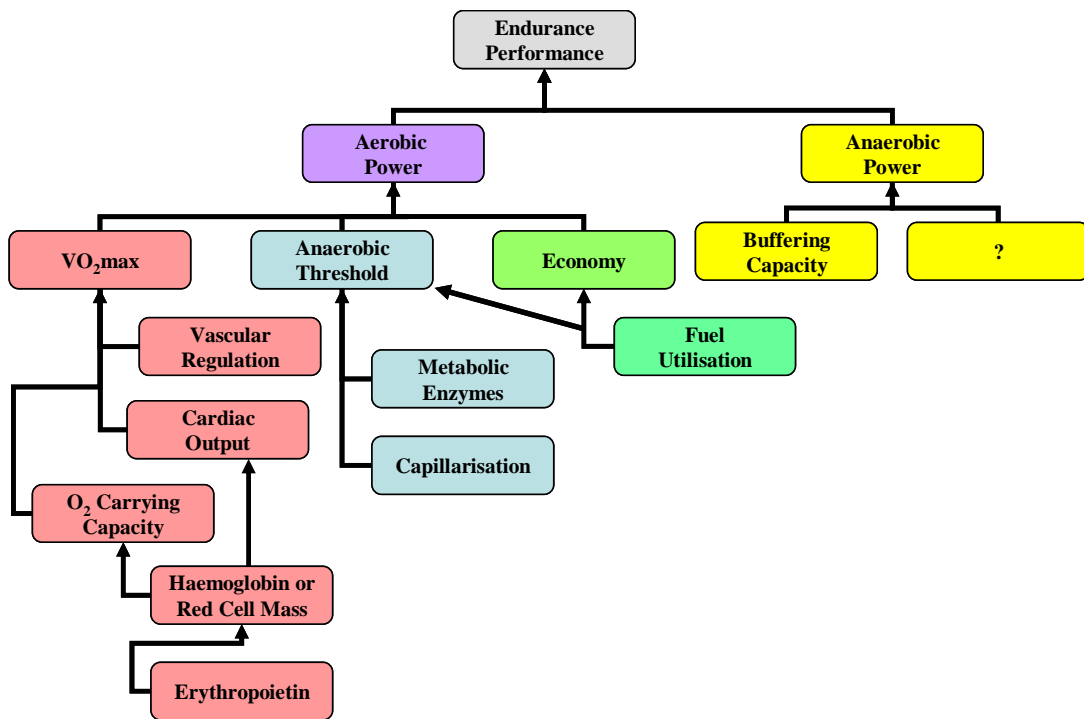 Endurance
Performance
Aerobic
Power
Anaerobic
Power
VO₂max
Anaerobic
Threshold
Economy
Buffering
Capacity
?
Vascular
Regulation
Fuel
Utilisation
Metabolic
Enzymes
Cardiac
Output
Capillarisation
O₂ Carrying
Capacity
Haemoglobin or
Red Cell Mass
Erythropoietin